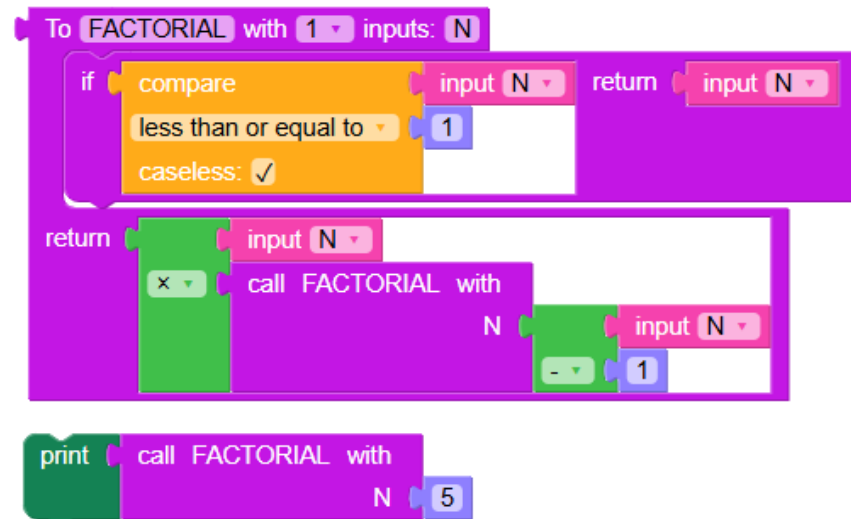 To FACTORIAL with 1 inputs: N
if compare input N return input N
less than or equal to 1
caseless: ✓
return input N
× call FACTORIAL with
N input N
- 1
print call FACTORIAL with
N 5